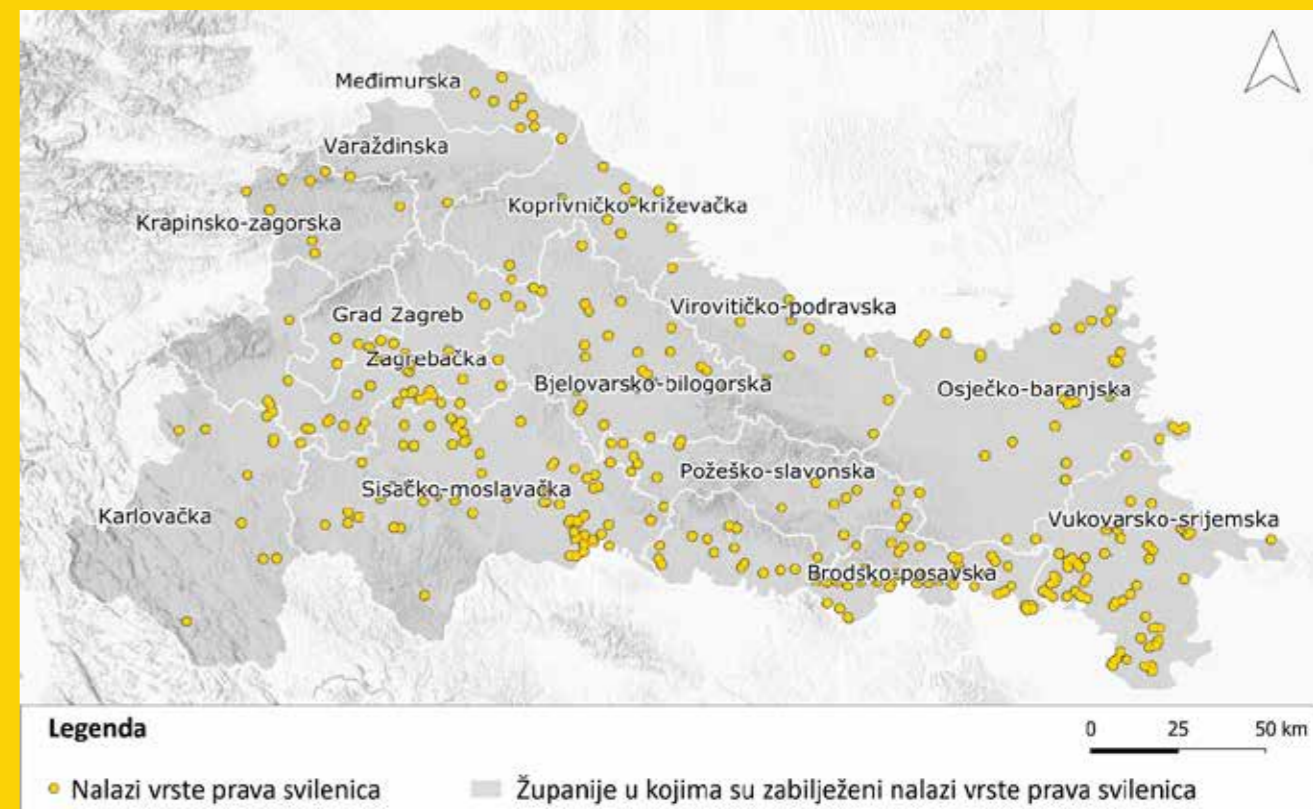 Međimurska
Varaždinska
Krapinsko-zagorska
Koprivničko-križevačka
Virovitičko-podravska
Grad Zagreb
Zagrebačka
Bjelovarsko-bilogorska
Osječko-baranjska
Požeško-slavonska
Sisačko-moslavačka
Karlovačka
Vukovarsko-srijemska
Brodsko-posavska
Legenda
0 25 50 km
Nalazi vrste prava svilenica
Županije u kojima su zabilježeni nalazi vrste prava svilenica